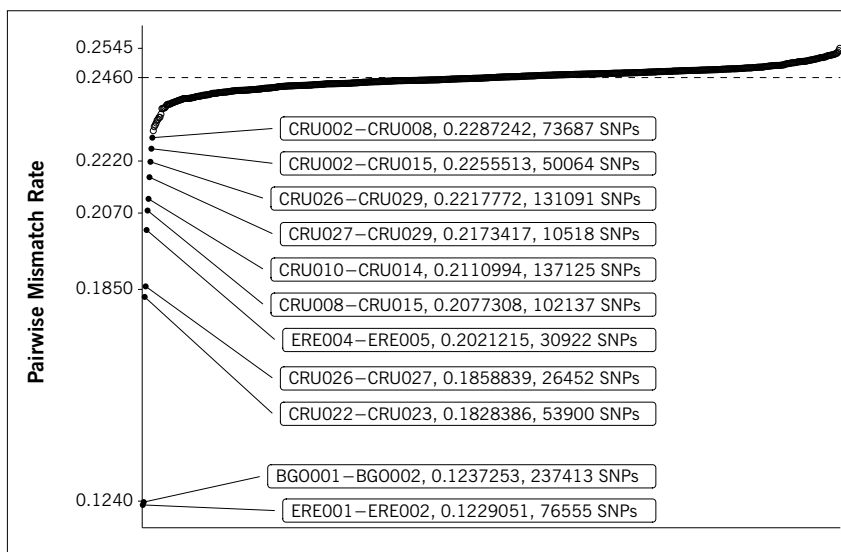 0.2545
0.2460
CRU002–CRU008, 0.2287242, 73687 SNPs
0.2220
CRU002–CRU015, 0.2255513, 50064 SNPs
CRU026–CRU029, 0.2217772, 131091 SNPs
0.2070
CRU027–CRU029, 0.2173417, 10518 SNPs
CRU010–CRU014, 0.2110994, 137125 SNPs
0.1850
CRU008–CRU015, 0.2077308, 102137 SNPs
ERE004–ERE005, 0.2021215, 30922 SNPs
CRU026–CRU027, 0.1858839, 26452 SNPs
CRU022–CRU023, 0.1828386, 53900 SNPs
BGO001–BGO002, 0.1237253, 237413 SNPs
0.1240
ERE001–ERE002, 0.1229051, 76555 SNPs
Pairwise Mismatch Rate